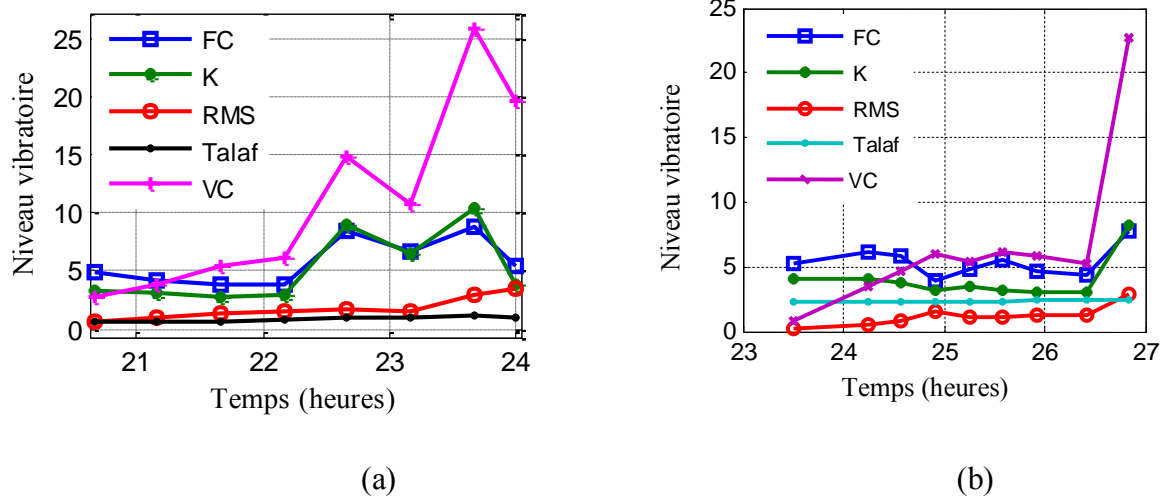 25
20
15
10
5
0
Niveau vibratoire
FC
K
RMS
Talaf
VC
21
22
23
24
Temps (heures)
(a)
25
20
15
10
5
0
Niveau vibratoire
FC
K
RMS
Talaf
VC
23
24
25
26
27
Temps (heures)
(b)